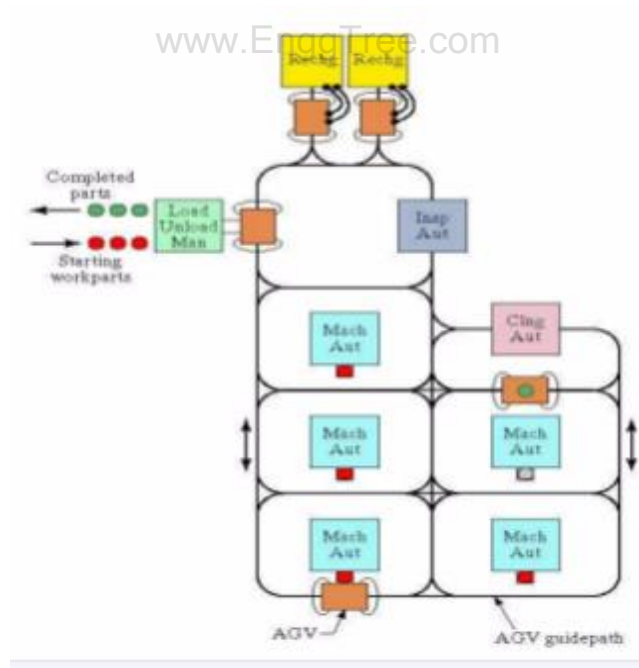 www.EnggTree.com
Rechg
Rechg
Completed
parts
Starting
workparts
Load
Unload
Man
Insp
Aut
Clng
Aut
Mach
Aut
Mach
Aut
Mach
Aut
Mach
Aut
Mach
Aut
AGV
AGV guidepath